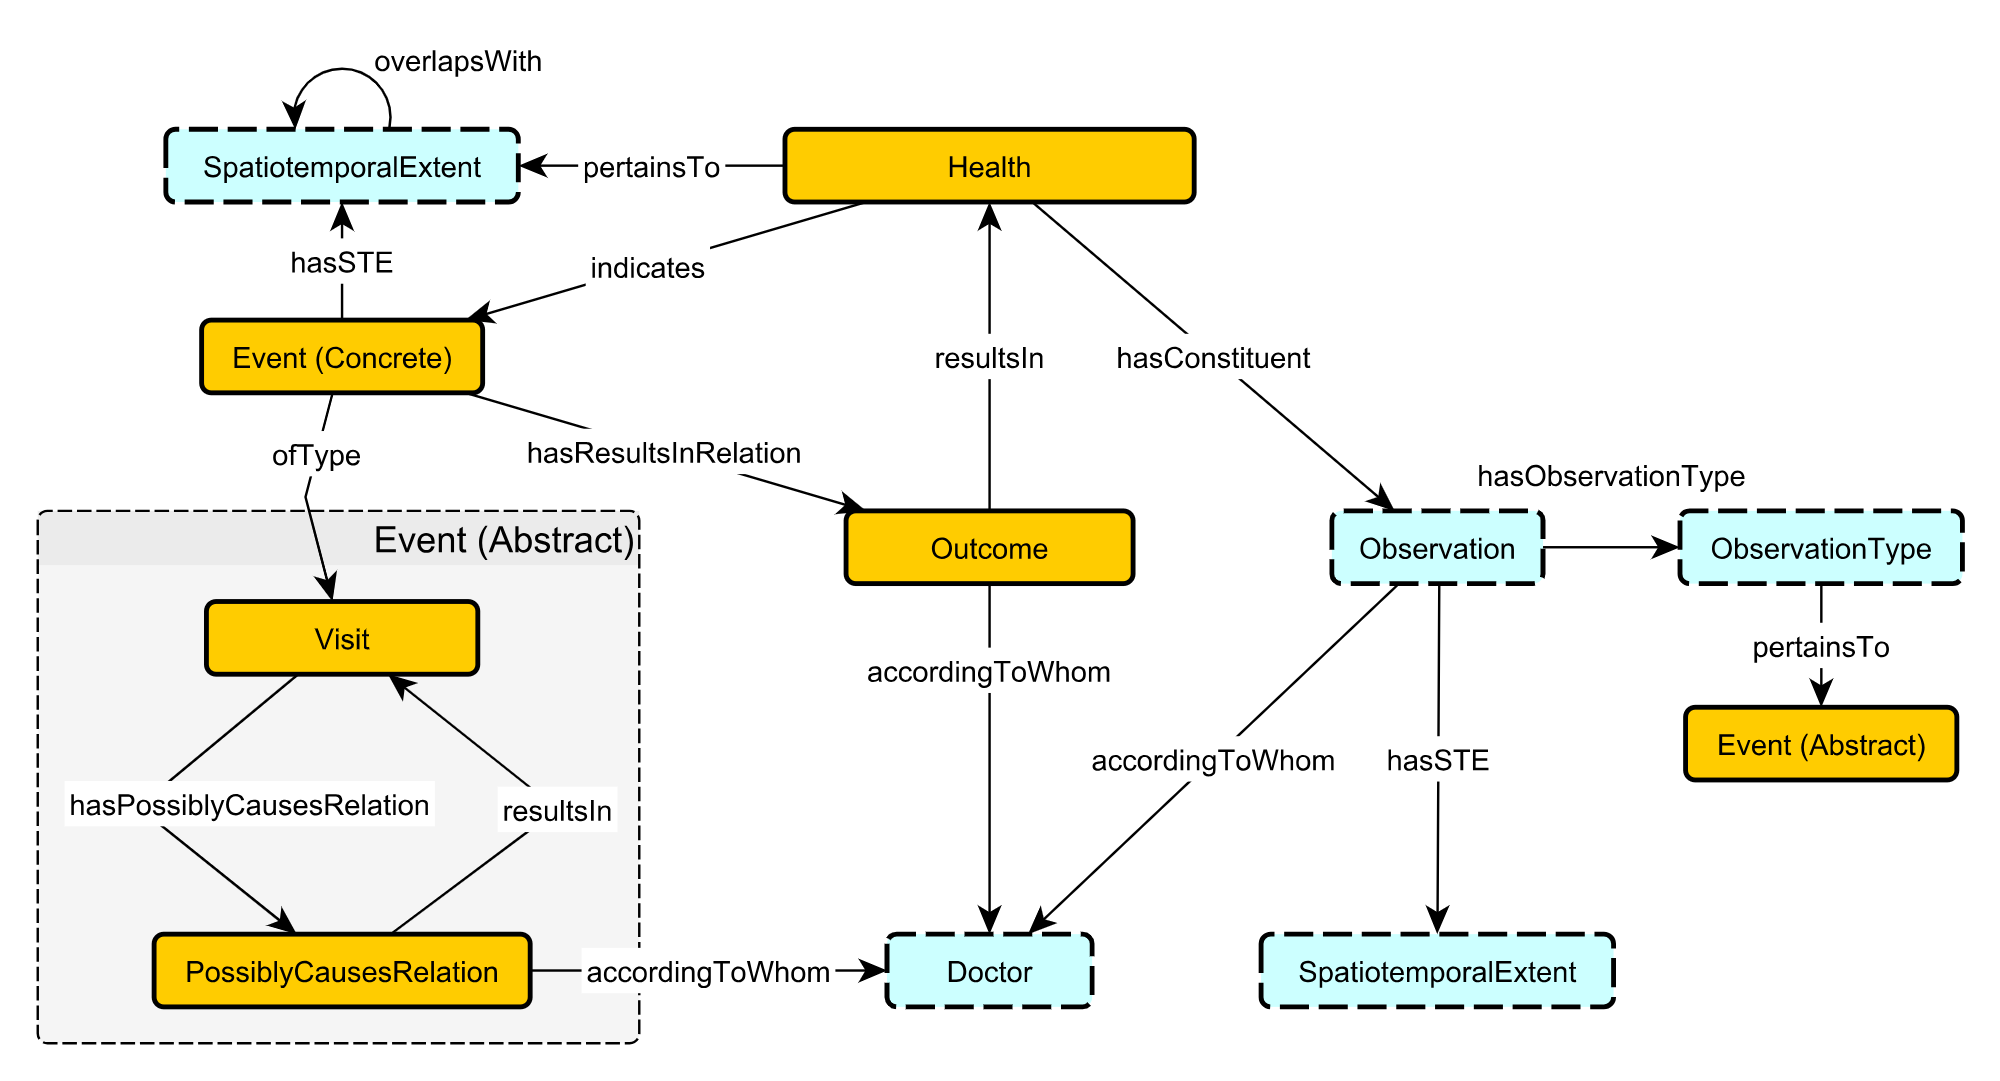 overlapsWith
SpatiotemporalExtent
pertainsTo
Health
hasSTE
indicates
Event (Concrete)
resultsIn
hasConstituent
ofType
hasResultsInRelation
hasObservationType
Event (Abstract)
Outcome
Observation
ObservationType
Visit
accordingToWhom
pertainsTo
hasPossiblyCausesRelation
resultsIn
accordingToWhom
hasSTE
Event (Abstract)
PossiblyCausesRelation
accordingToWhom
Doctor
SpatiotemporalExtent